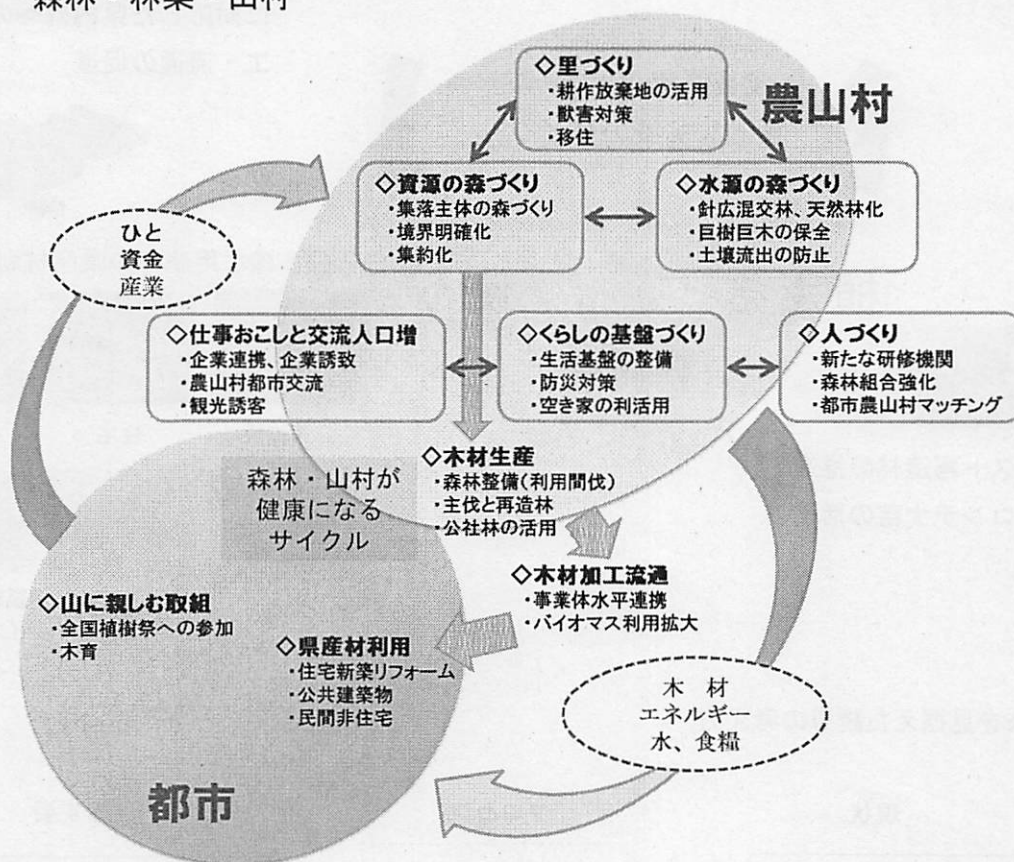 森林・林業・山村
◇里づくり
・耕作放棄地の活用
・獣害対策
・移住
農山村
◇資源の森づくり
・集落主体の森づくり
・境界明確化
・集約化
◇水源の森づくり
・針広混交林、天然林化
・巨樹巨木の保全
・土壌流出の防止
ひと
資金
産業
◇仕事おこしと交流人口増
・企業連携、企業誘致
・農山村都市交流
・観光誘客
◇くらしの基盤づくり
・生活基盤の整備
・防災対策
・空き家の利活用
◇人づくり
・新たな研修機関
・森林組合強化
・都市農山村マッチング
◇木材生産
・森林整備(利用間伐)
・主伐と再造林
・公社林の活用
森林・山村が
健康になる
サイクル
◇木材加工流通
・事業体水平連携
・バイオマス利用拡大
◇山に親しむ取組
・全国植樹祭への参加
・木育
◇県産材利用
・住宅新築リフォーム
・公共建築物
・民間非住宅
木 材
エネルギー
水、食糧
都市